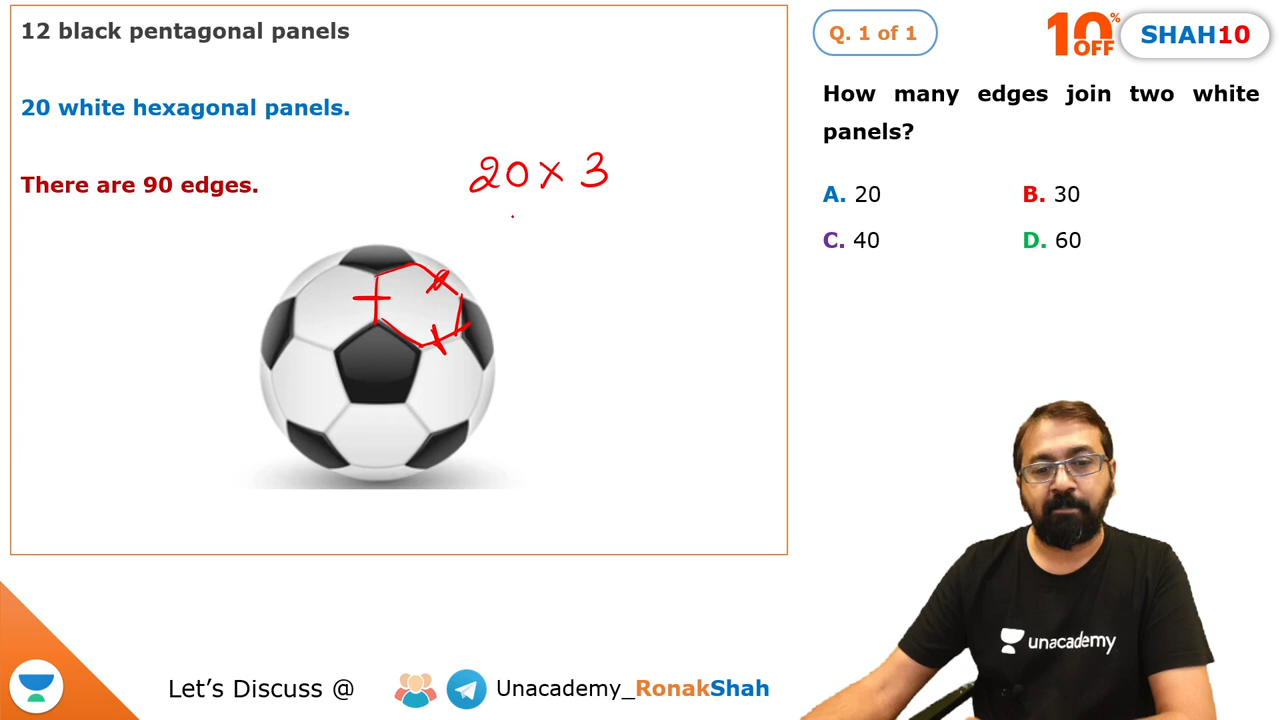 12 black pentagonal panels
20 white hexagonal panels.
There are 90 edges.
20 × 3
Q. 1 of 1
10% OFF
SHAH10
How many edges join two white
panels?
A. 20
B. 30
C. 40
D. 60
unacademy
Let’s Discuss @
Unacademy_RonakShah